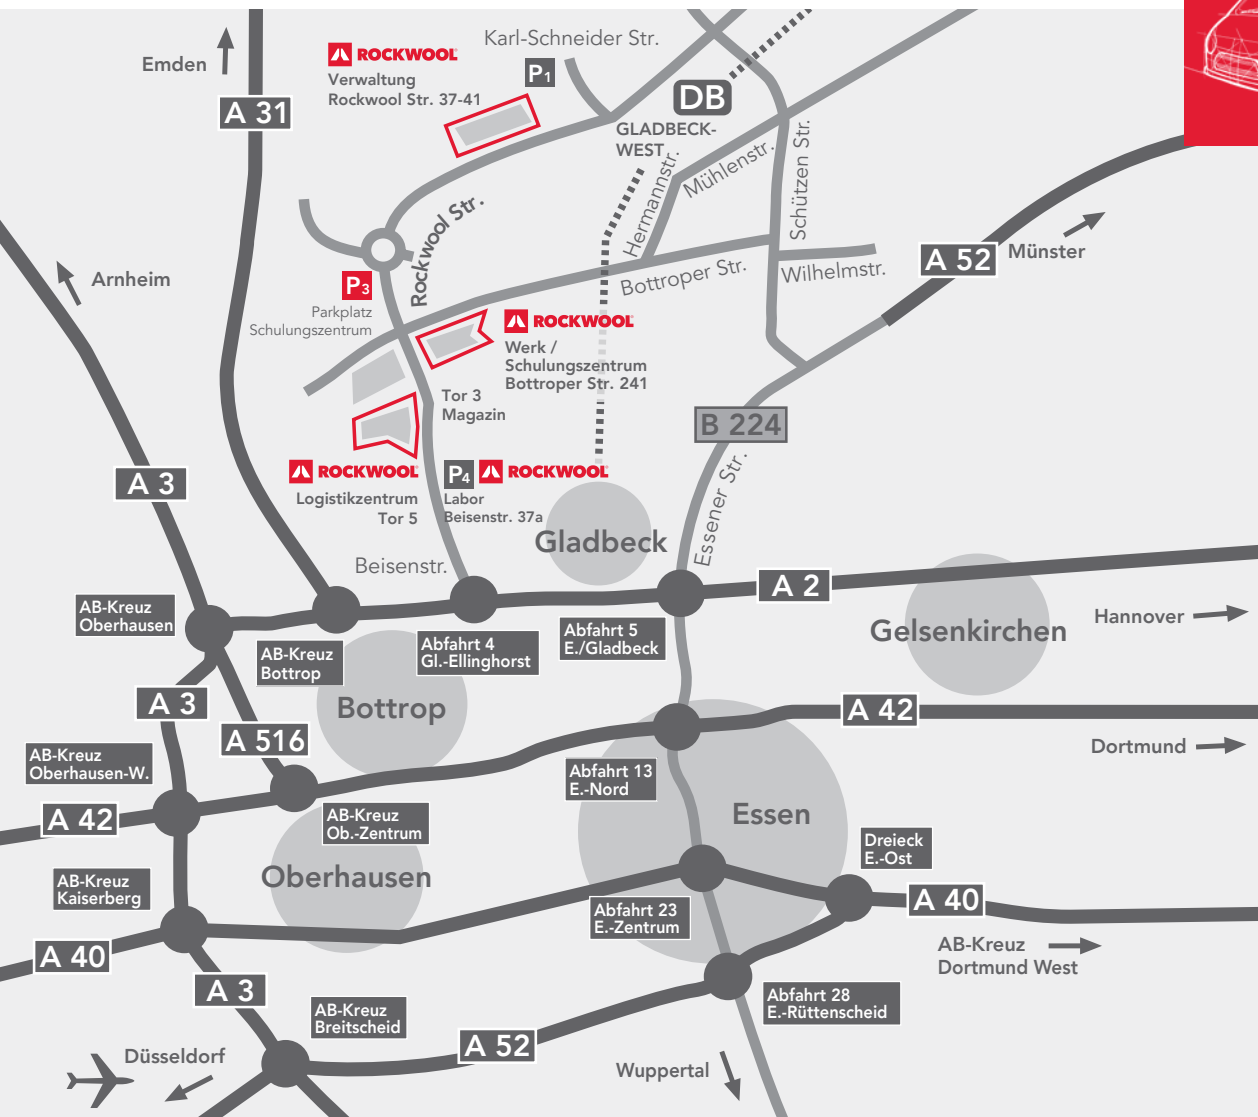 Karl-Schneider Str.
ROCKWOOL
Emden
Verwaltung
Rockwool Str. 37-41
P1
DB
A 31
GLADBECK-
WEST
Mühlenstr.
Schützen Str.
Hermannstr.
Rockwool Str.
Münster
A 52
Arnheim
Bottroper Str.
Wilhelmstr.
P3
Parkplatz
Schulungszentrum
ROCKWOOL
Werk /
Schulungszentrum
Bottroper Str. 241
Tor 3
Magazin
B 224
A 3
ROCKWOOL
Logistikzentrum
Tor 5
P4
ROCKWOOL
Labor
Beisenstr. 37a
Essener Str.
Gladbeck
Beisenstr.
A 2
AB-Kreuz
Oberhausen
Hannover
Gelsenkirchen
AB-Kreuz
Bottrop
Abfahrt 4
Gl.-Ellinghorst
Abfahrt 5
E./Gladbeck
A 3
Bottrop
A 42
A 516
Dortmund
AB-Kreuz
Oberhausen-W.
Abfahrt 13
E.-Nord
A 42
AB-Kreuz
Ob.-Zentrum
Essen
Dreieck
E.-Ost
AB-Kreuz
Kaiserberg
Oberhausen
A 40
Abfahrt 23
E.-Zentrum
A 40
AB-Kreuz
Dortmund West
A 3
AB-Kreuz
Breitscheid
Abfahrt 28
E.-Rüttenscheid
A 52
Düsseldorf
Wuppertal